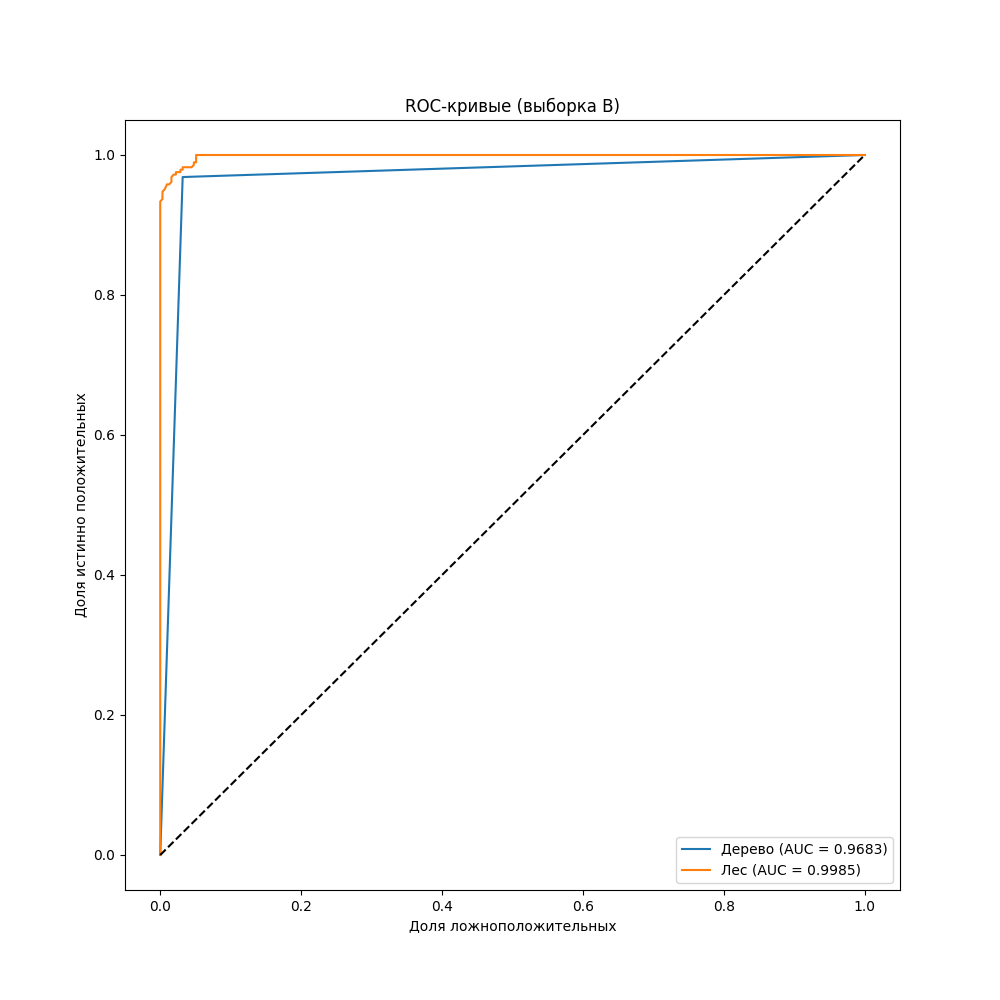 ROC-кривые (выборка B)
Доля истинно положительных
1.0
0.8
0.6
0.4
0.2
0.0
0.0 0.2 0.4 0.6 0.8 1.0
Доля ложноположительных
Дерево (AUC = 0.9683)
Лес (AUC = 0.9985)